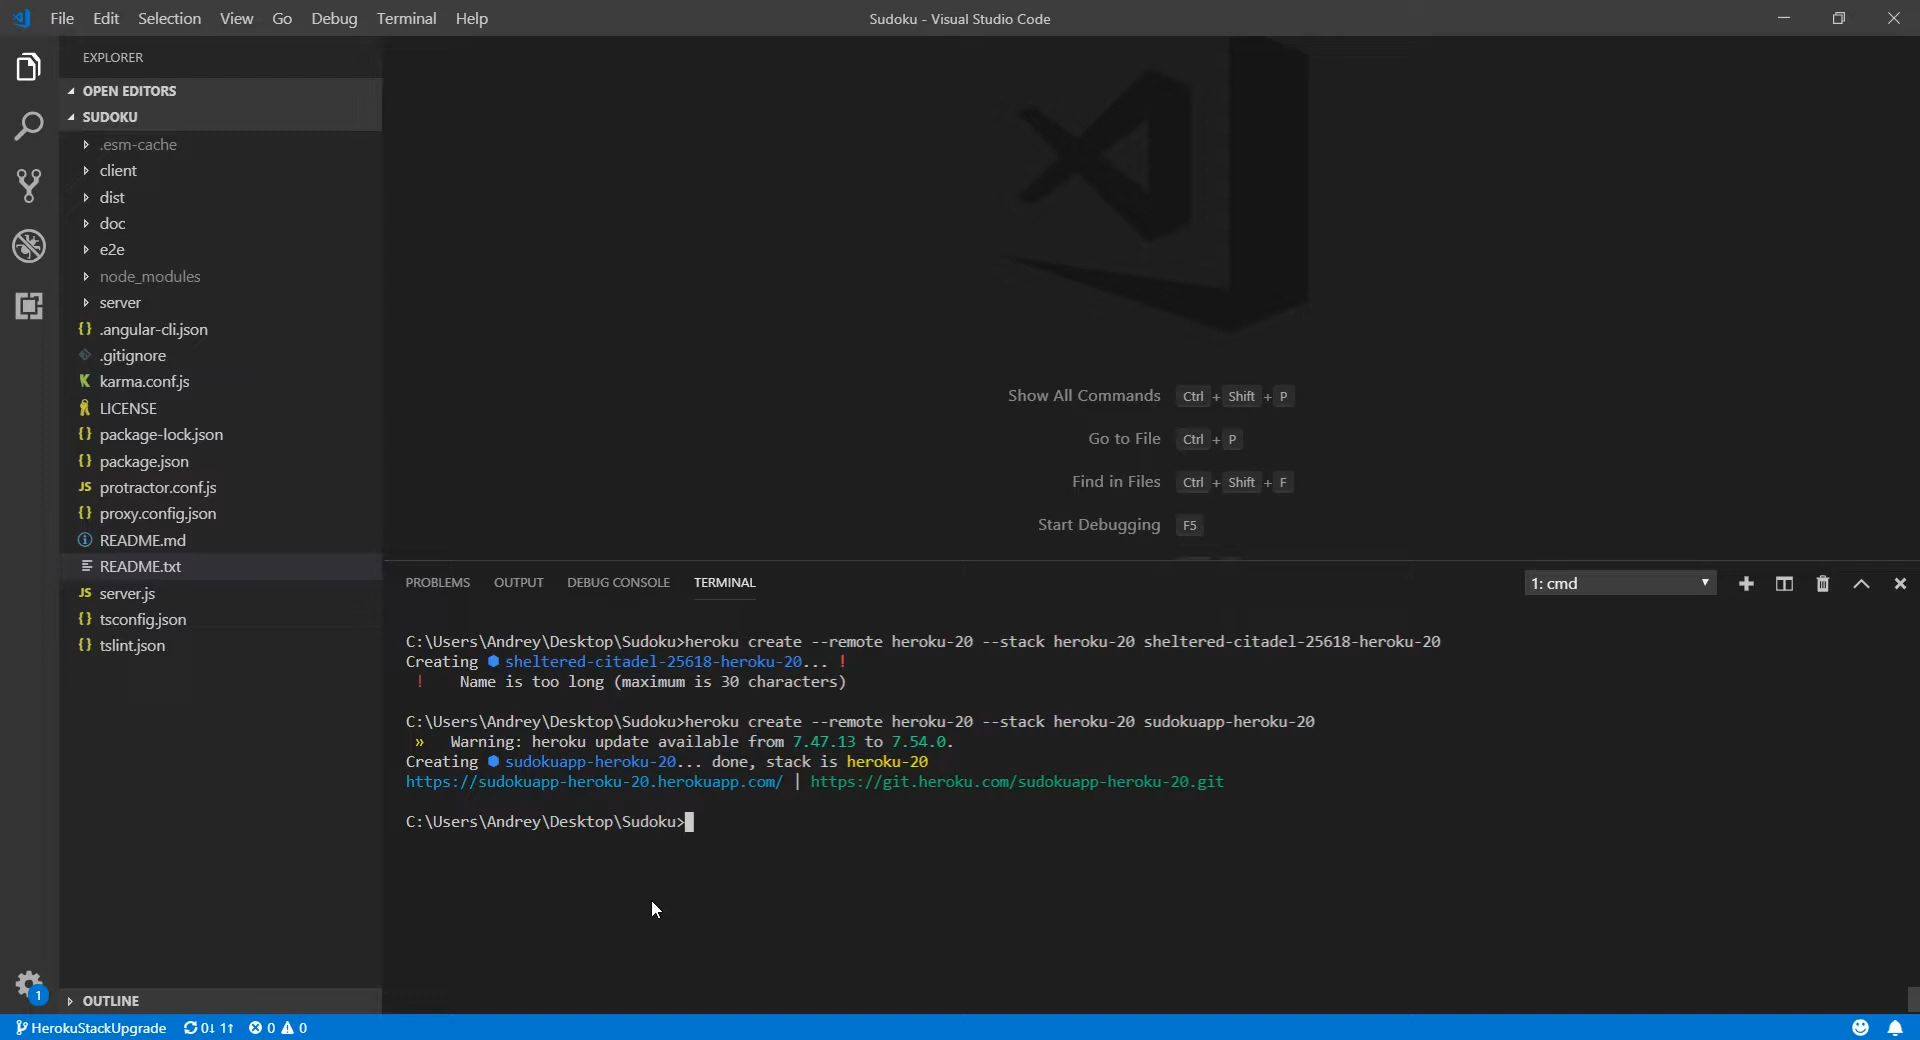 File Edit Selection View Go Debug Terminal Help
Sudoku - Visual Studio Code
EXPLORER
OPEN EDITORS
SUDOKU
.esm-cache
client
dist
doc
e2e
node_modules
server
{} .angular-cli.json
.gitignore
K karma.conf.js
LICENSE
{} package-lock.json
{} package.json
JS protractor.conf.js
{} proxy.config.json
README.md
README.txt
JS server.js
{} tsconfig.json
{} tslint.json
OUTLINE
Show All Commands Ctrl + Shift + P
Go to File Ctrl + P
Find in Files Ctrl + Shift + F
Start Debugging F5
PROBLEMS OUTPUT DEBUG CONSOLE TERMINAL
1: cmd
C:\Users\Andrey\Desktop\Sudoku>heroku create --remote heroku-20 --stack heroku-20 sheltered-citadel-25618-heroku-20
Creating ⬢ sheltered-citadel-25618-heroku-20... !
! Name is too long (maximum is 30 characters)
C:\Users\Andrey\Desktop\Sudoku>heroku create --remote heroku-20 --stack heroku-20 sudokuapp-heroku-20
» Warning: heroku update available from 7.47.13 to 7.54.0.
Creating ⬢ sudokuapp-heroku-20... done, stack is heroku-20
https://sudokuapp-heroku-20.herokuapp.com/ | https://git.heroku.com/sudokuapp-heroku-20.git
C:\Users\Andrey\Desktop\Sudoku>
1
HerokuStackUpgrade 0↓ 1↑ 0 0